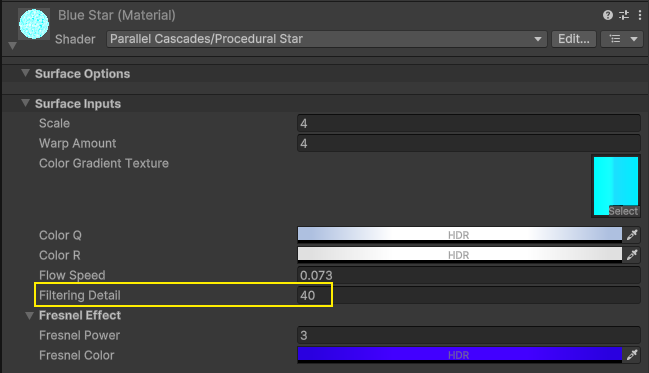 Blue Star (Material)
Shader Parallel Cascades/Procedural Star Edit...
Surface Options
Surface Inputs
Scale 4
Warp Amount 4
Color Gradient Texture
Select
Color Q HDR
Color R HDR
Flow Speed 0.073
Filtering Detail 40
Fresnel Effect
Fresnel Power 3
Fresnel Color HDR